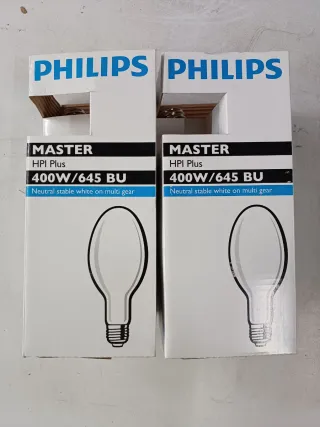 PHILIPS
MASTER
HPI Plus
400W/645 BU
Neutral stable white on multi gear
PHILIPS
MASTER
HPI Plus
400W/645 BU
Neutral stable white on multi gear